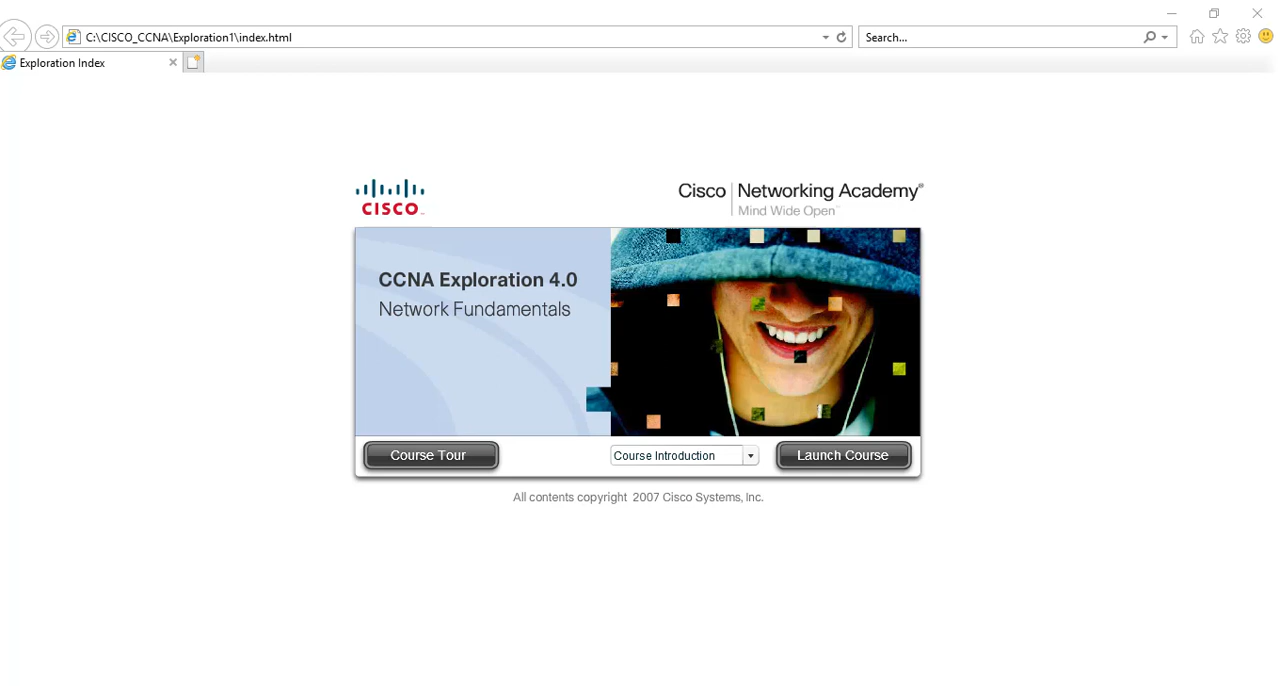 C:\CISCO_CCNA\Exploration1\index.html
Search...
Exploration Index
CISCO
Cisco Networking Academy®
Mind Wide Open™
CCNA Exploration 4.0
Network Fundamentals
Course Tour
Course Introduction
Launch Course
All contents copyright 2007 Cisco Systems, Inc.